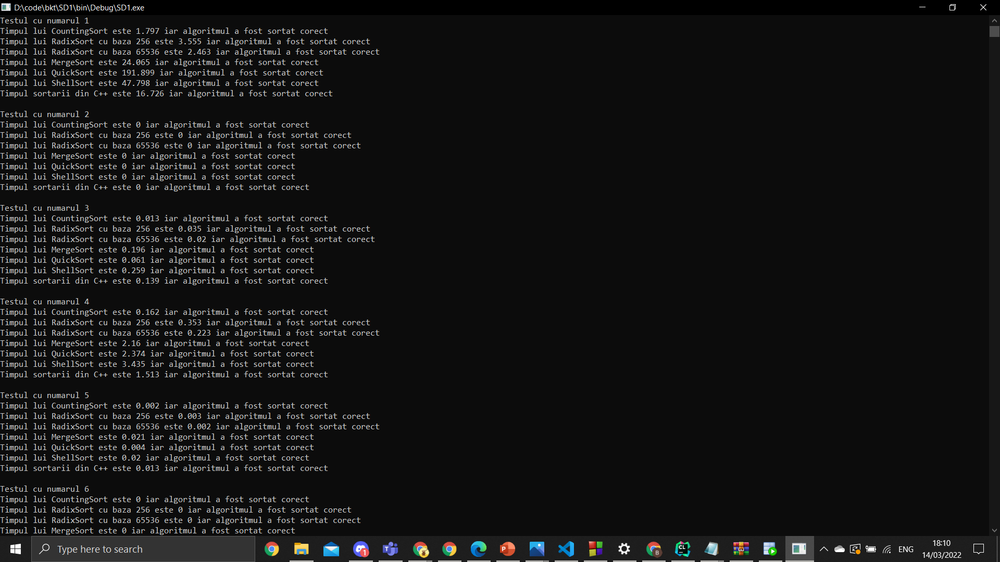 D:\code\bkt\SD1\bin\Debug\SD1.exe
Testul cu numarul 1
Timpul lui CountingSort este 1.797 iar algoritmul a fost sortat corect
Timpul lui RadixSort cu baza 256 este 3.555 iar algoritmul a fost sortat corect
Timpul lui RadixSort cu baza 65536 este 2.463 iar algoritmul a fost sortat corect
Timpul lui MergeSort este 24.065 iar algoritmul a fost sortat corect
Timpul lui QuickSort este 191.899 iar algoritmul a fost sortat corect
Timpul lui ShellSort este 47.798 iar algoritmul a fost sortat corect
Timpul sortarii din C++ este 16.726 iar algoritmul a fost sortat corect
Testul cu numarul 2
Timpul lui CountingSort este 0 iar algoritmul a fost sortat corect
Timpul lui RadixSort cu baza 256 este 0 iar algoritmul a fost sortat corect
Timpul lui RadixSort cu baza 65536 este 0 iar algoritmul a fost sortat corect
Timpul lui MergeSort este 0 iar algoritmul a fost sortat corect
Timpul lui QuickSort este 0 iar algoritmul a fost sortat corect
Timpul lui ShellSort este 0 iar algoritmul a fost sortat corect
Timpul sortarii din C++ este 0 iar algoritmul a fost sortat corect
Testul cu numarul 3
Timpul lui CountingSort este 0.013 iar algoritmul a fost sortat corect
Timpul lui RadixSort cu baza 256 este 0.035 iar algoritmul a fost sortat corect
Timpul lui RadixSort cu baza 65536 este 0.02 iar algoritmul a fost sortat corect
Timpul lui MergeSort este 0.196 iar algoritmul a fost sortat corect
Timpul lui QuickSort este 0.061 iar algoritmul a fost sortat corect
Timpul lui ShellSort este 0.259 iar algoritmul a fost sortat corect
Timpul sortarii din C++ este 0.139 iar algoritmul a fost sortat corect
Testul cu numarul 4
Timpul lui CountingSort este 0.162 iar algoritmul a fost sortat corect
Timpul lui RadixSort cu baza 256 este 0.353 iar algoritmul a fost sortat corect
Timpul lui RadixSort cu baza 65536 este 0.223 iar algoritmul a fost sortat corect
Timpul lui MergeSort este 2.16 iar algoritmul a fost sortat corect
Timpul lui QuickSort este 2.374 iar algoritmul a fost sortat corect
Timpul lui ShellSort este 3.435 iar algoritmul a fost sortat corect
Timpul sortarii din C++ este 1.513 iar algoritmul a fost sortat corect
Testul cu numarul 5
Timpul lui CountingSort este 0.002 iar algoritmul a fost sortat corect
Timpul lui RadixSort cu baza 256 este 0.003 iar algoritmul a fost sortat corect
Timpul lui RadixSort cu baza 65536 este 0.002 iar algoritmul a fost sortat corect
Timpul lui MergeSort este 0.021 iar algoritmul a fost sortat corect
Timpul lui QuickSort este 0.004 iar algoritmul a fost sortat corect
Timpul lui ShellSort este 0.02 iar algoritmul a fost sortat corect
Timpul sortarii din C++ este 0.013 iar algoritmul a fost sortat corect
Testul cu numarul 6
Timpul lui CountingSort este 0 iar algoritmul a fost sortat corect
Timpul lui RadixSort cu baza 256 este 0 iar algoritmul a fost sortat corect
Timpul lui RadixSort cu baza 65536 este 0 iar algoritmul a fost sortat corect
Timpul lui MergeSort este 0 iar algoritmul a fost sortat corect
Type here to search
ENG
18:10
14/03/2022